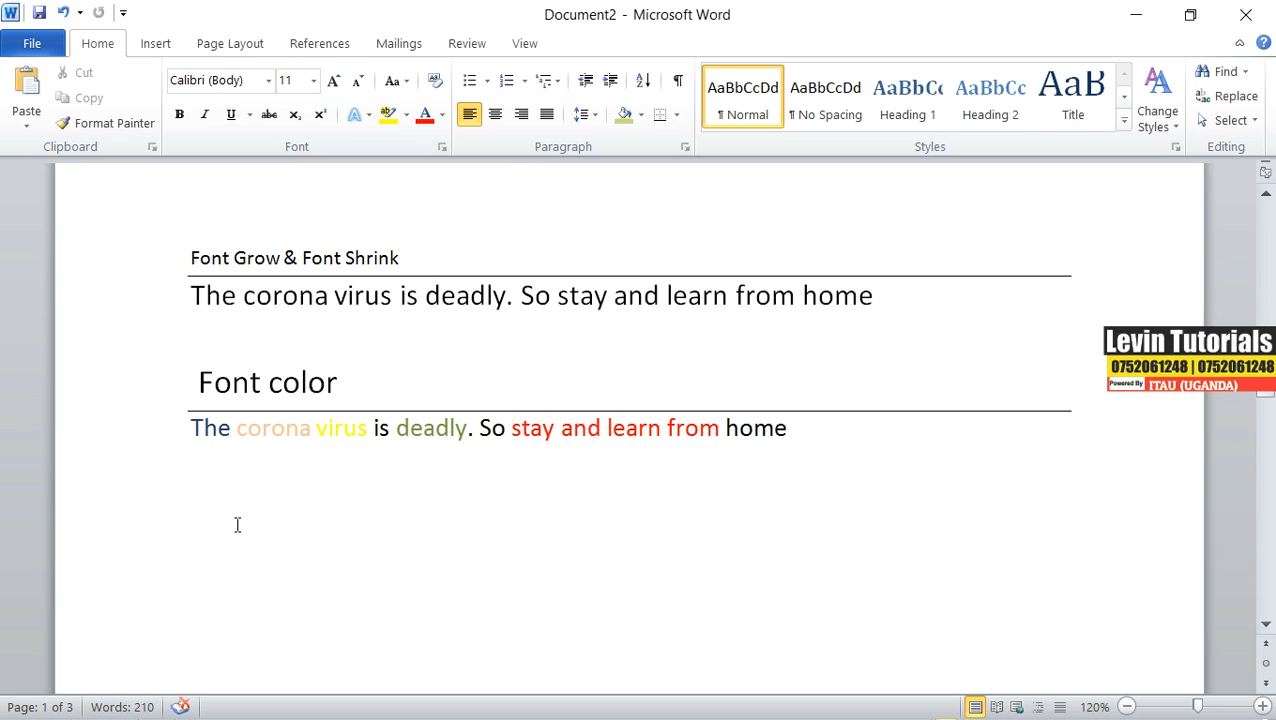 Document2 - Microsoft Word
File Home Insert Page Layout References Mailings Review View
Paste Cut Copy Format Painter
Calibri (Body) 11
AaBbCcDd AaBbCcDd AaBbCc AaBbCc AaB
¶ Normal ¶ No Spacing Heading 1 Heading 2 Title
Change Styles
Find Replace Select
Clipboard Font Paragraph Styles Editing
Font Grow & Font Shrink
The corona virus is deadly. So stay and learn from home
Levin Tutorials
0752061248 | 0752061248
Powered By ITAU (UGANDA)
Font color
The corona virus is deadly. So stay and learn from home
Page: 1 of 3 Words: 210 120%